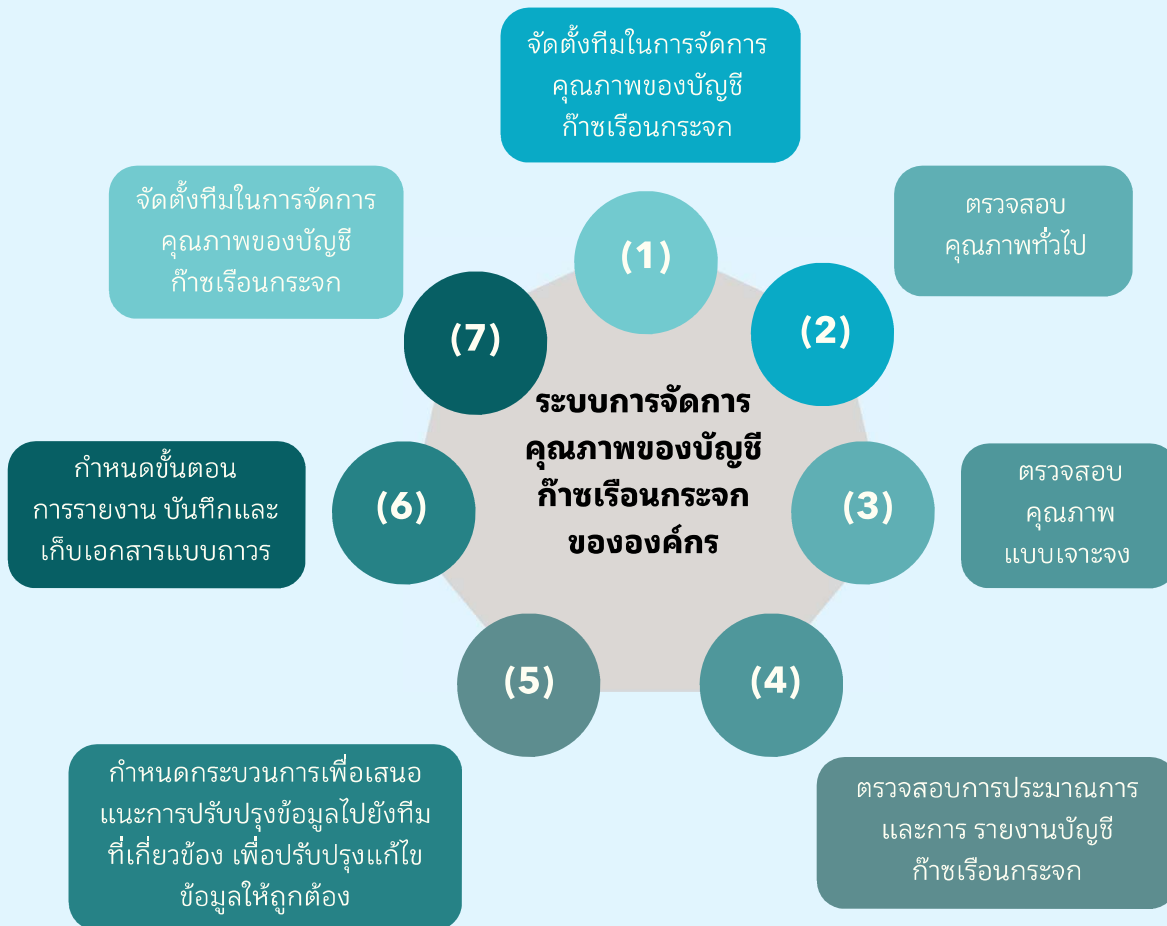 จัดตั้งทีมในการจัดการ
คุณภาพของบัญชี
ก๊าซเรือนกระจก
(1)
ตรวจสอบ
คุณภาพทั่วไป
(2)
ตรวจสอบ
คุณภาพ
แบบเจาะจง
(3)
ตรวจสอบการประมาณการ
และการ รายงานบัญชี
ก๊าซเรือนกระจก
(4)
กำหนดกระบวนการเพื่อเสนอ
แนะการปรับปรุงข้อมูลไปยังทีม
ที่เกี่ยวข้อง เพื่อปรับปรุงแก้ไข
ข้อมูลให้ถูกต้อง
(5)
กำหนดขั้นตอน
การรายงาน บันทึกและ
เก็บเอกสารแบบถาวร
(6)
จัดตั้งทีมในการจัดการ
คุณภาพของบัญชี
ก๊าซเรือนกระจก
(7)
ระบบการจัดการ
คุณภาพของบัญชี
ก๊าซเรือนกระจก
ขององค์กร